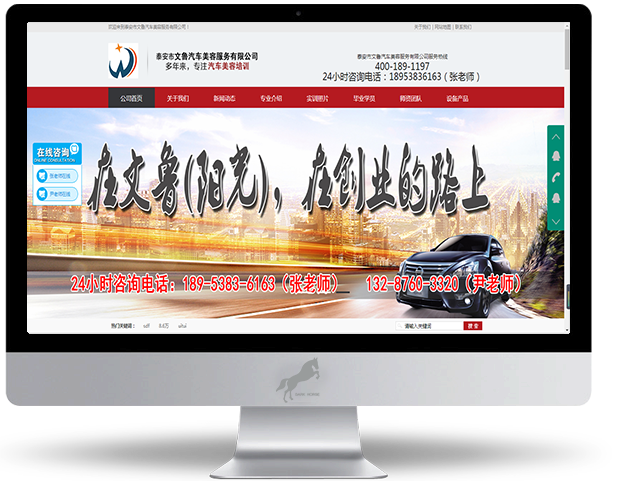 欢迎来到泰安市文鲁汽车美容服务有限公司！
关于我们 | 网站地图 | 联系我们
泰安市文鲁汽车美容服务有限公司
多年来，专注汽车美容培训
泰安市文鲁汽车美容服务有限公司服务热线
400-189-1197
24小时咨询电话：18953836163（张老师）
公司首页 关于我们 新闻动态 专业介绍 实训图片 毕业学员 师资团队 设备产品
在线咨询
ONLINE CONSULTATION
张老师在线
尹老师在线
在文鲁(阳光)，在创业的路上
24小时咨询电话：189-5383-6163（张老师）_ 132-8760-3320（尹老师）
热门关键词：
请输入关键词
搜索